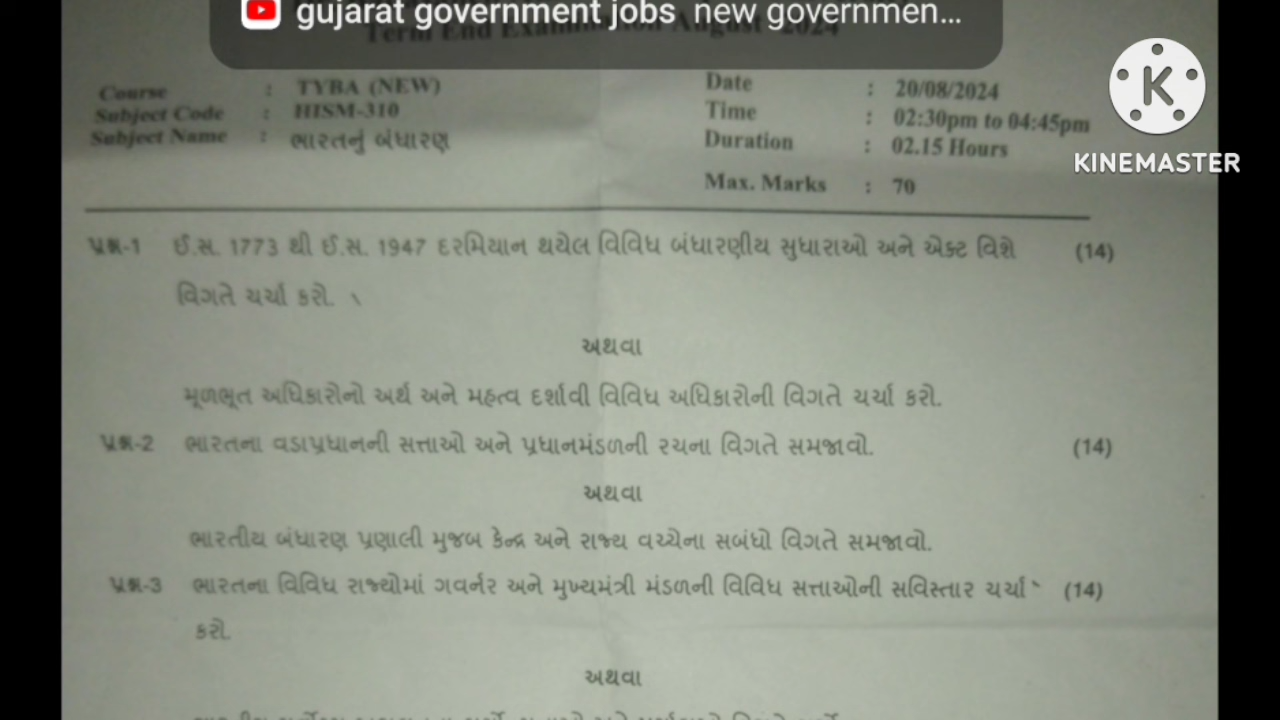 gujarat government jobs new governmen...
Term End Examination August 2024
Course : TYBA (NEW)
Date : 20/08/2024
Subject Code : HISM-310
Time : 02:30pm to 04:45pm
Subject Name : ભારતનું બંધારણ
Duration : 02.15 Hours
KINEMASTER
Max. Marks : 70
પ્રશ્ન-1 ઈ.સ. 1773 થી ઈ.સ. 1947 દરમિયાન થયેલ વિવિધ બંધારણીય સુધારાઓ અને એક્ટ વિશે (14)
વિગતે ચર્ચા કરો.
અથવા
મૂળભૂત અધિકારોનો અર્થ અને મહત્વ દર્શાવી વિવિધ અધિકારોની વિગતે ચર્ચા કરો.
પ્રશ્ન-2 ભારતના વડાપ્રધાનની સત્તાઓ અને પ્રધાનમંડળની રચના વિગતે સમજાવો. (14)
અથવા
ભારતીય બંધારણ પ્રણાલી મુજબ કેન્દ્ર અને રાજ્ય વચ્ચેના સબંધો વિગતે સમજાવો.
પ્રશ્ન-3 ભારતના વિવિધ રાજ્યોમાં ગવર્નર અને મુખ્યમંત્રી મંડળની વિવિધ સત્તાઓની સવિસ્તાર ચર્ચા (14)
કરો.
અથવા